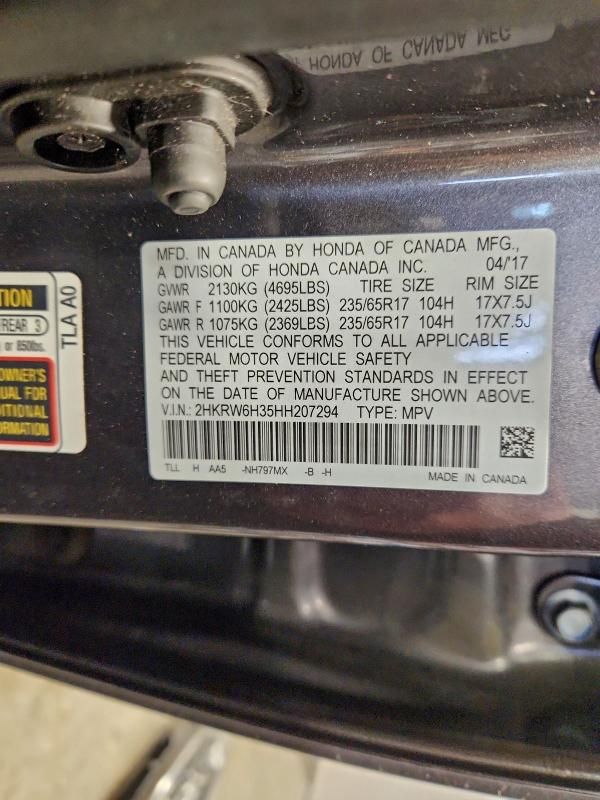 HONDA OF CANADA MFG
MFD. IN CANADA BY HONDA OF CANADA MFG.,
A DIVISION OF HONDA CANADA INC. 04/'17
GVWR 2130KG (4695LBS) TIRE SIZE RIM SIZE
GAWR F 1100KG (2425LBS) 235/65R17 104H 17X7.5J
GAWR R 1075KG (2369LBS) 235/65R17 104H 17X7.5J
THIS VEHICLE CONFORMS TO ALL APPLICABLE
FEDERAL MOTOR VEHICLE SAFETY
AND THEFT PREVENTION STANDARDS IN EFFECT
ON THE DATE OF MANUFACTURE SHOWN ABOVE.
V.I.N.: 2HKRW6H35HH207294 TYPE: MPV
TLL H AA5 -NH797MX -B -H
MADE IN CANADA
TION
REAR 3
or 850lbs.
OWNER'S
UAL FOR
DITIONAL
ORMATION
TLA A0